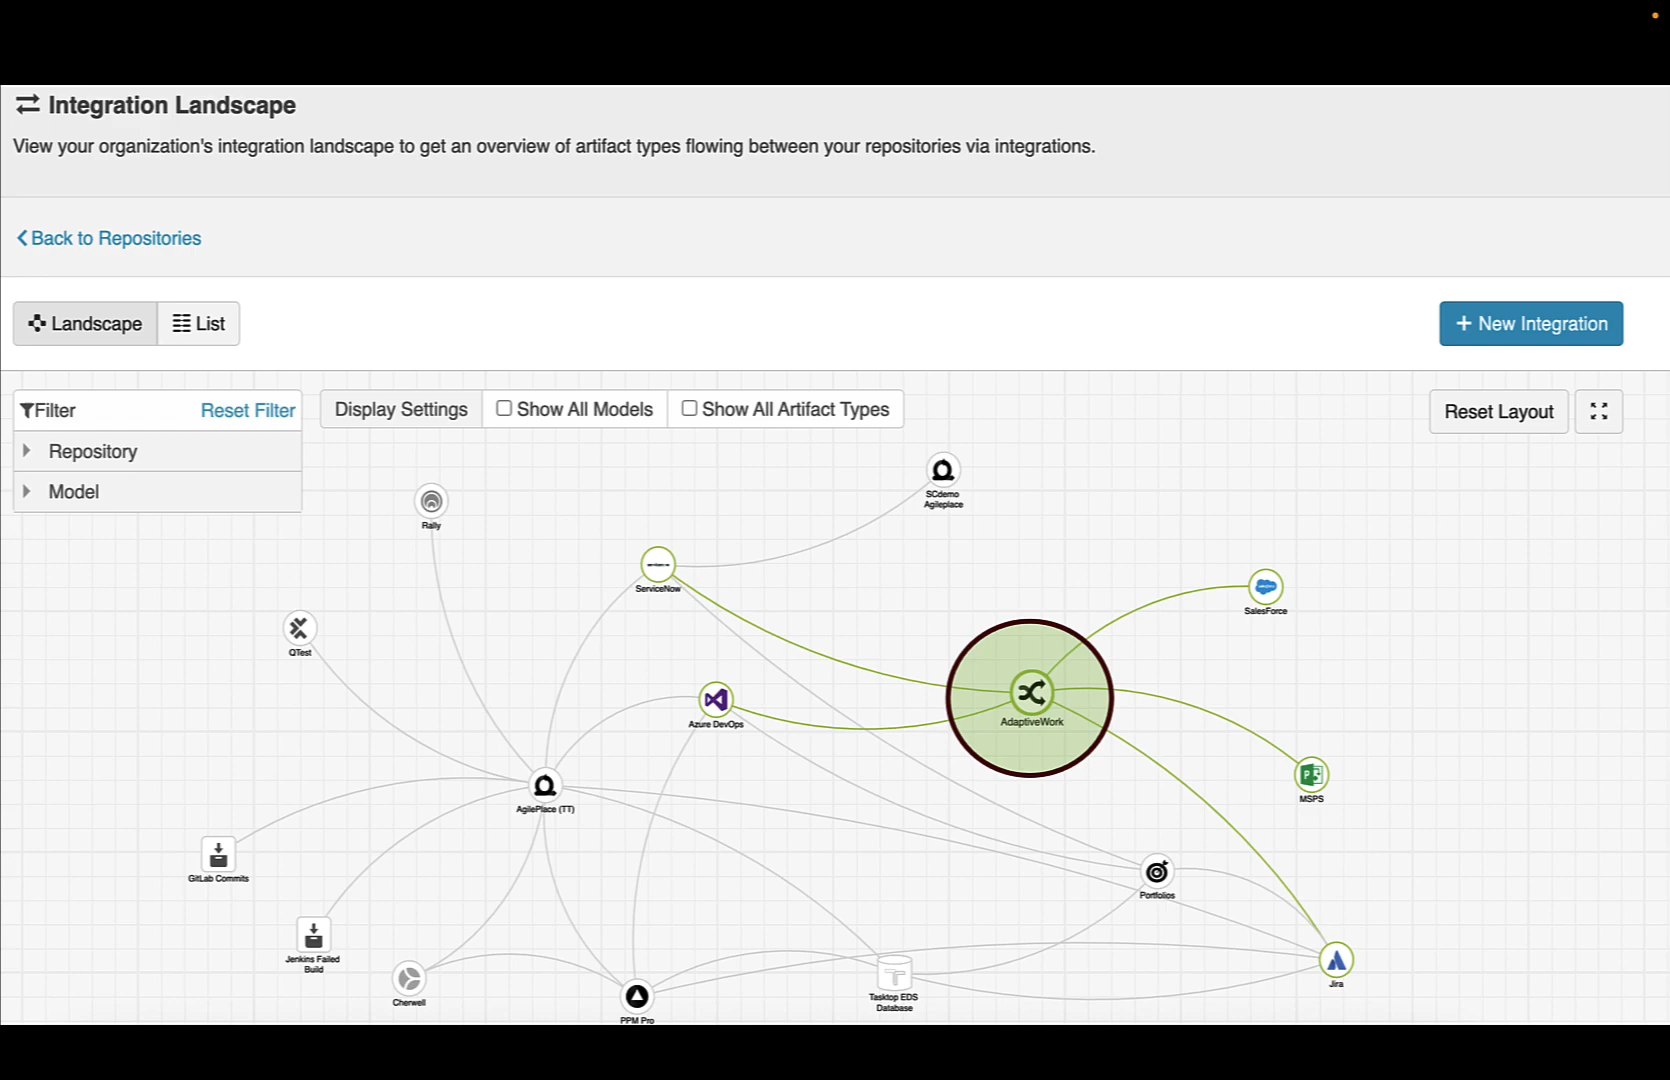 Integration Landscape
View your organization's integration landscape to get an overview of artifact types flowing between your repositories via integrations.
Back to Repositories
Landscape
List
+ New Integration
Filter
Reset Filter
Display Settings
Show All Models
Show All Artifact Types
Reset Layout
Repository
Model
SCdemo
Agileplace
Rally
ServiceNow
SalesForce
QTest
Azure DevOps
AdaptiveWork
MSPS
AgilePlace (TT)
GitLab Commits
Portfolios
Jenkins Failed
Build
Cherwell
Tasktop EDS
Database
Jira
PPM Pro